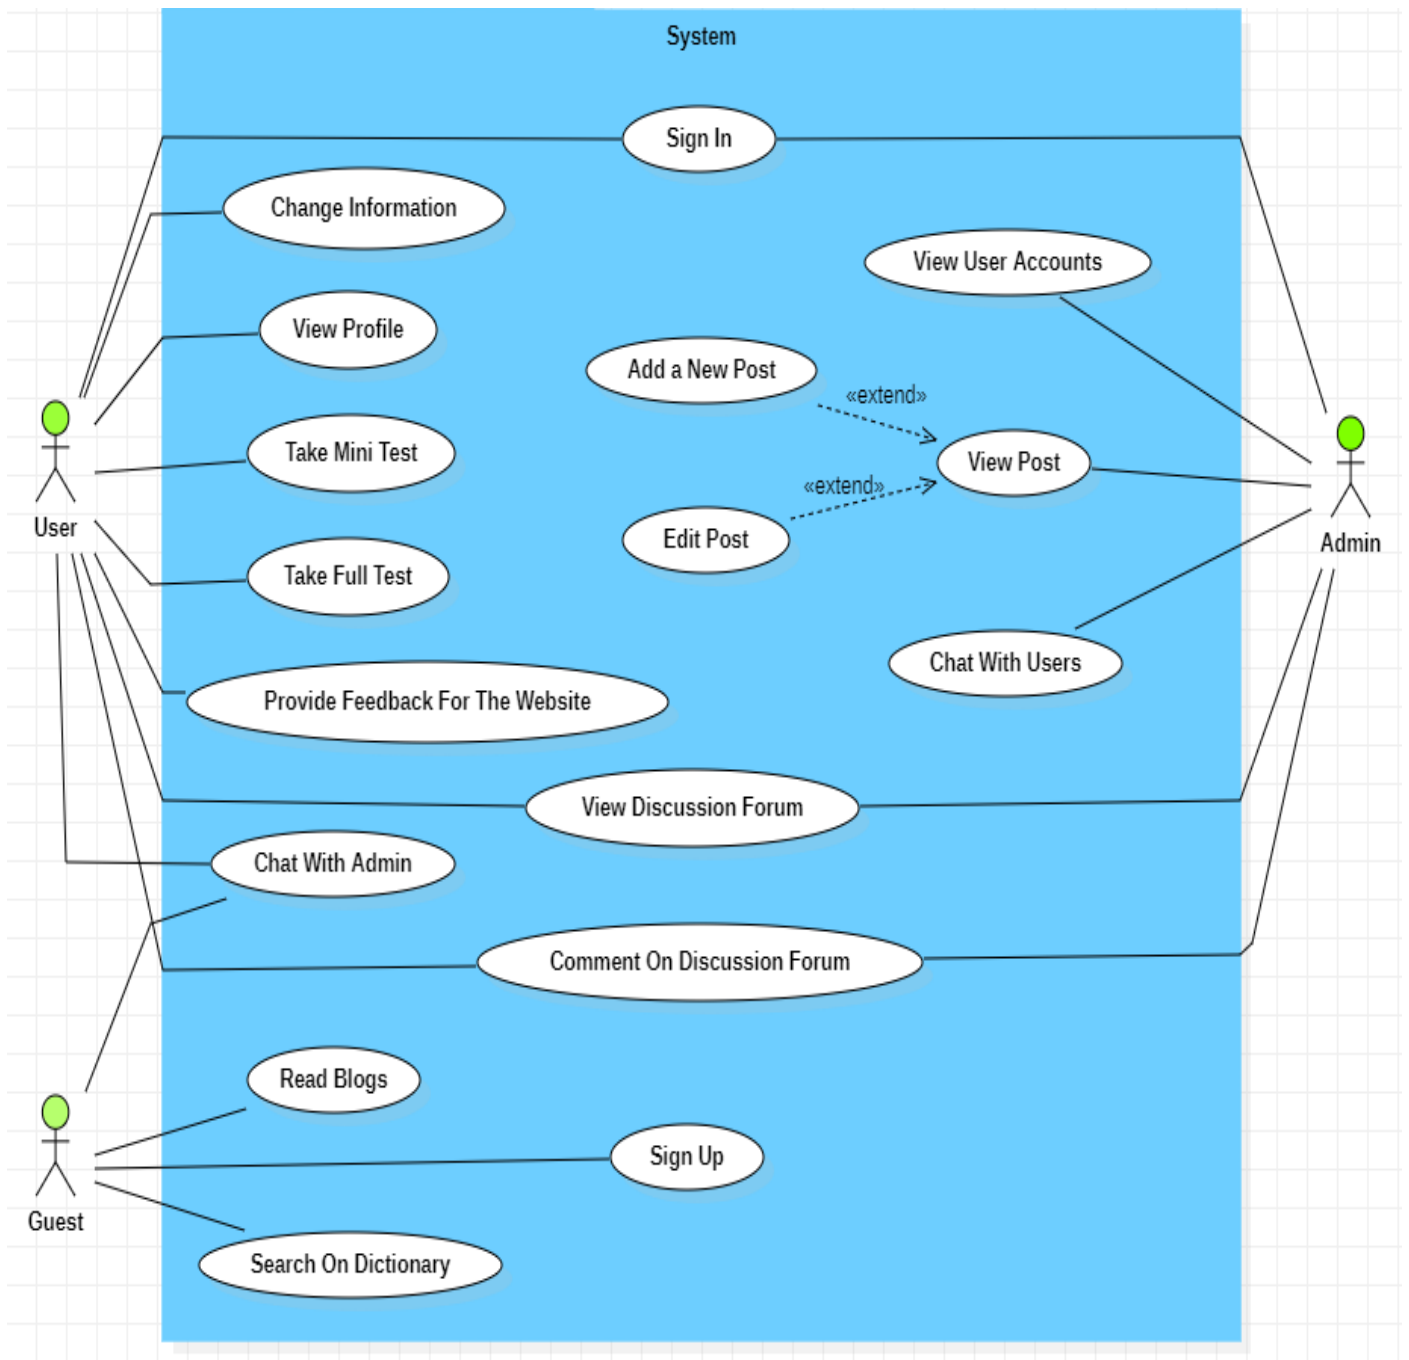 System
Sign In
Change Information
View User Accounts
View Profile
Add a New Post
«extend»
Take Mini Test
View Post
«extend»
User
Edit Post
Admin
Take Full Test
Chat With Users
Provide Feedback For The Website
View Discussion Forum
Chat With Admin
Comment On Discussion Forum
Read Blogs
Sign Up
Guest
Search On Dictionary